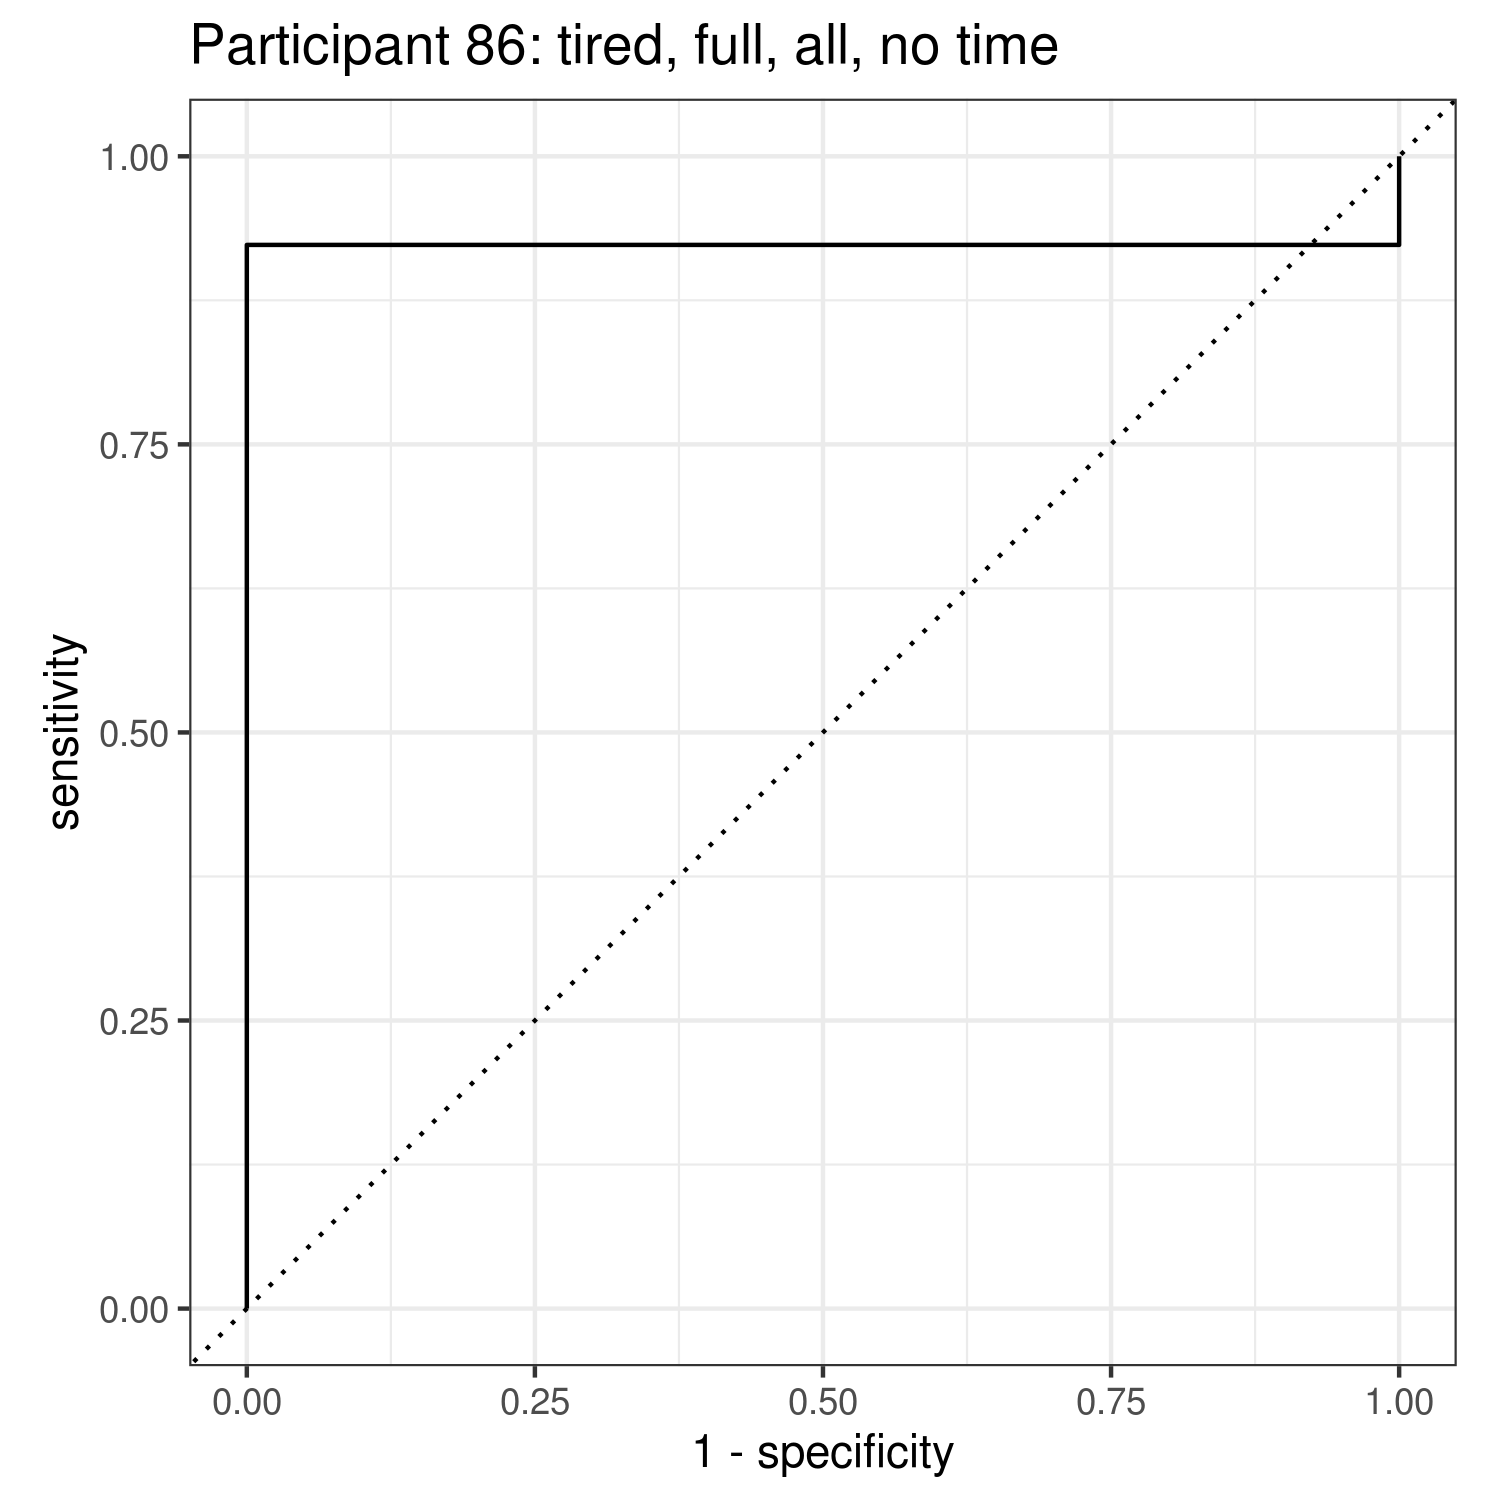 Participant 86: tired, full, all, no time
sensitivity
1.00
0.75
0.50
0.25
0.00
0.00 0.25 0.50 0.75 1.00
1 - specificity